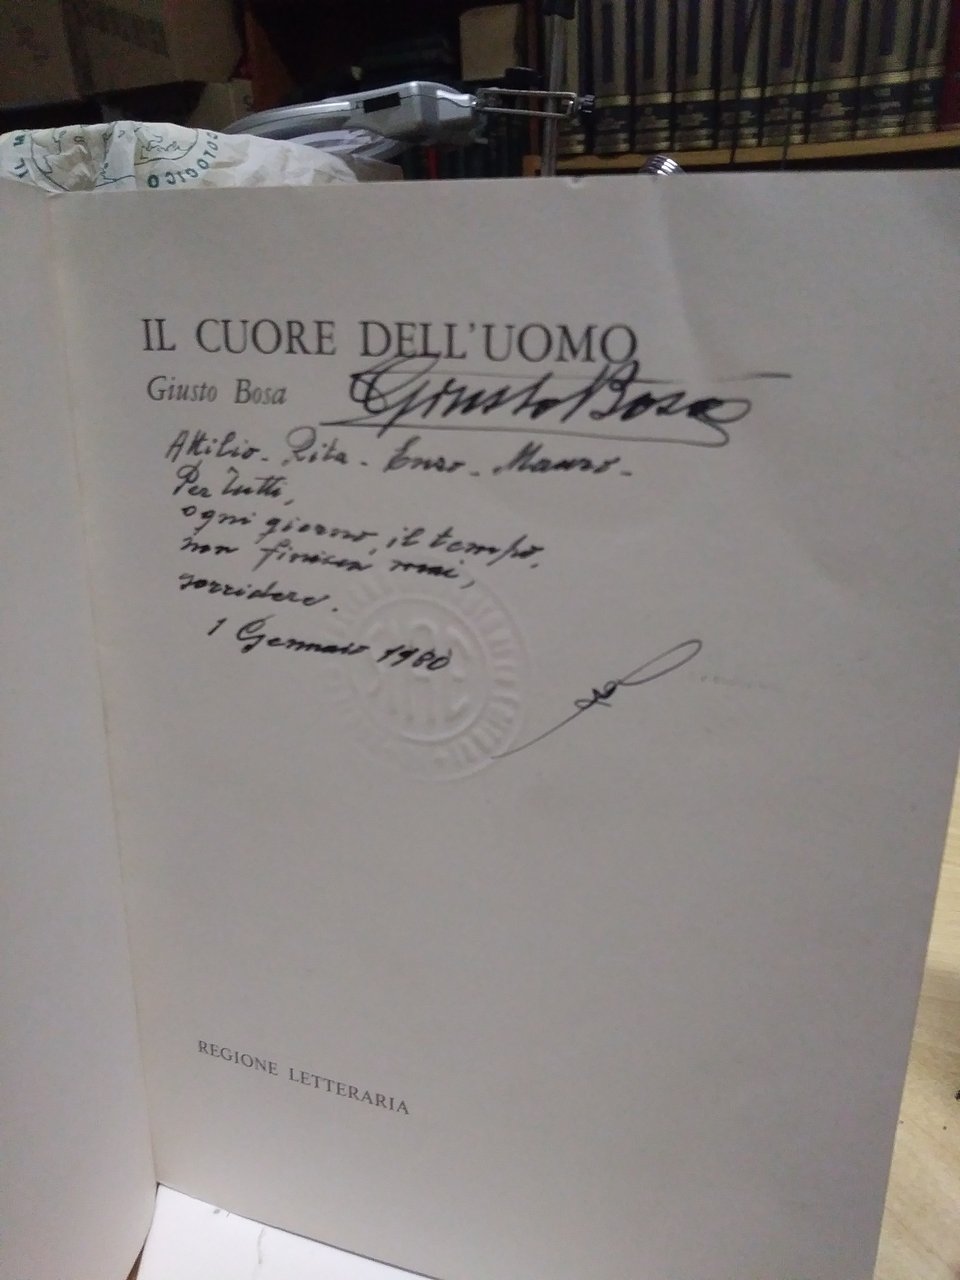 IL CUORE DELL'UOMO
Giusto Bosa
Giusto Bosa
Attilio - Rita - Enzo - Mauro -
Per Tutti,
ogni giorno, il tempo,
non finisca mai,
sorridere.
1 Gennaio 1980
REGIONE LETTERARIA